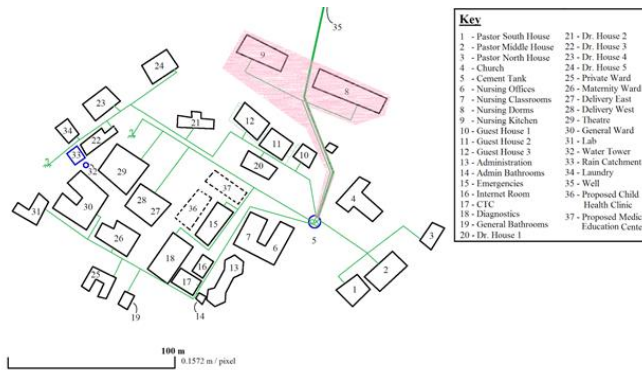 35
9
8
24
23
34
22
21
12
11
10
20
33
32
29
28
27
37
36
15
30
31
26
25
19
18
16
17
14
13
7
6
5
4
3
2
1
100 m
0.1572 m / pixel
Key
1 - Pastor South House
2 - Pastor Middle House
3 - Pastor North House
4 - Church
5 - Cement Tank
6 - Nursing Offices
7 - Nursing Classrooms
8 - Nursing Dorms
9 - Nursing Kitchen
10 - Guest House 1
11 - Guest House 2
12 - Guest House 3
13 - Administration
14 - Admin Bathrooms
15 - Emergencies
16 - Internet Room
17 - CTC
18 - Diagnostics
19 - General Bathrooms
20 - Dr. House 1
21 - Dr. House 2
22 - Dr. House 3
23 - Dr. House 4
24 - Dr. House 5
25 - Private Ward
26 - Maternity Ward
27 - Delivery East
28 - Delivery West
29 - Theatre
30 - General Ward
31 - Lab
32 - Water Tower
33 - Rain Catchment
34 - Laundry
35 - Well
36 - Proposed Child
Health Clinic
37 - Proposed Medic
Education Cente